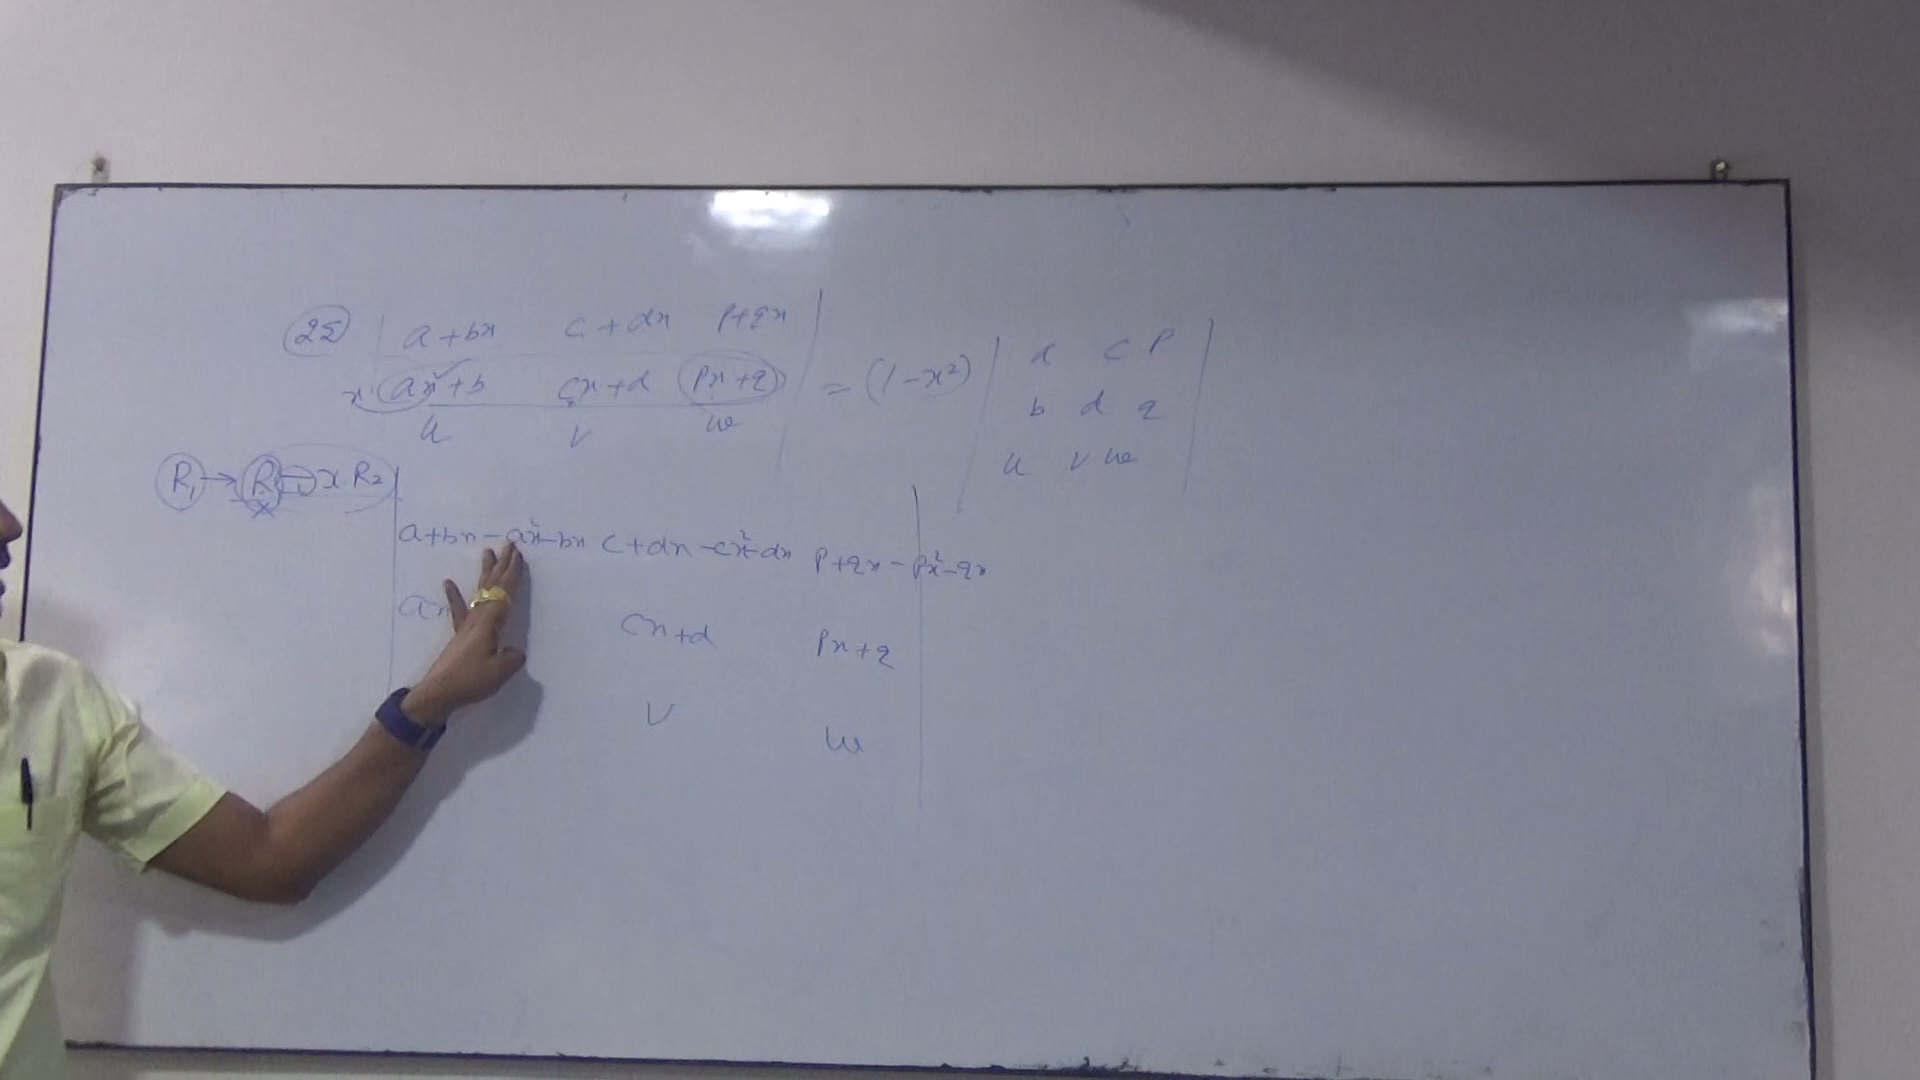 25 | a+bx c+dx p+qx |
x ax+b cx+d px+q = (1-x²) | a c p
u v w b d q
u v w |
R₁ → R₁ - x R₂
a+bx-ax²-bx c+dx-cx²-dx p+qx-px²-qx
ax cx+d px+q
v w